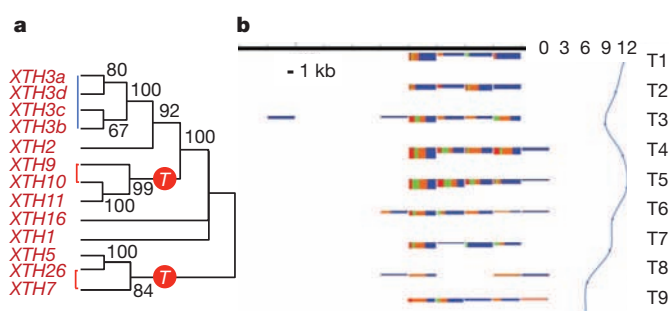 a
b
0 3 6 9 12
- 1 kb
XTH3a
XTH3d
XTH3c
XTH3b
XTH2
XTH9
XTH10
XTH11
XTH16
XTH1
XTH5
XTH26
XTH7
80
100
67
92
100
99
T
100
100
T
84
T1
T2
T3
T4
T5
T6
T7
T8
T9